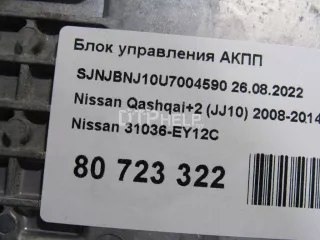 Блок управления АКПП
SJNJBNJ10U7004590 26.08.2022
Nissan Qashqai+2 (JJ10) 2008-2014
Nissan 31036-EY12C
80 723 322